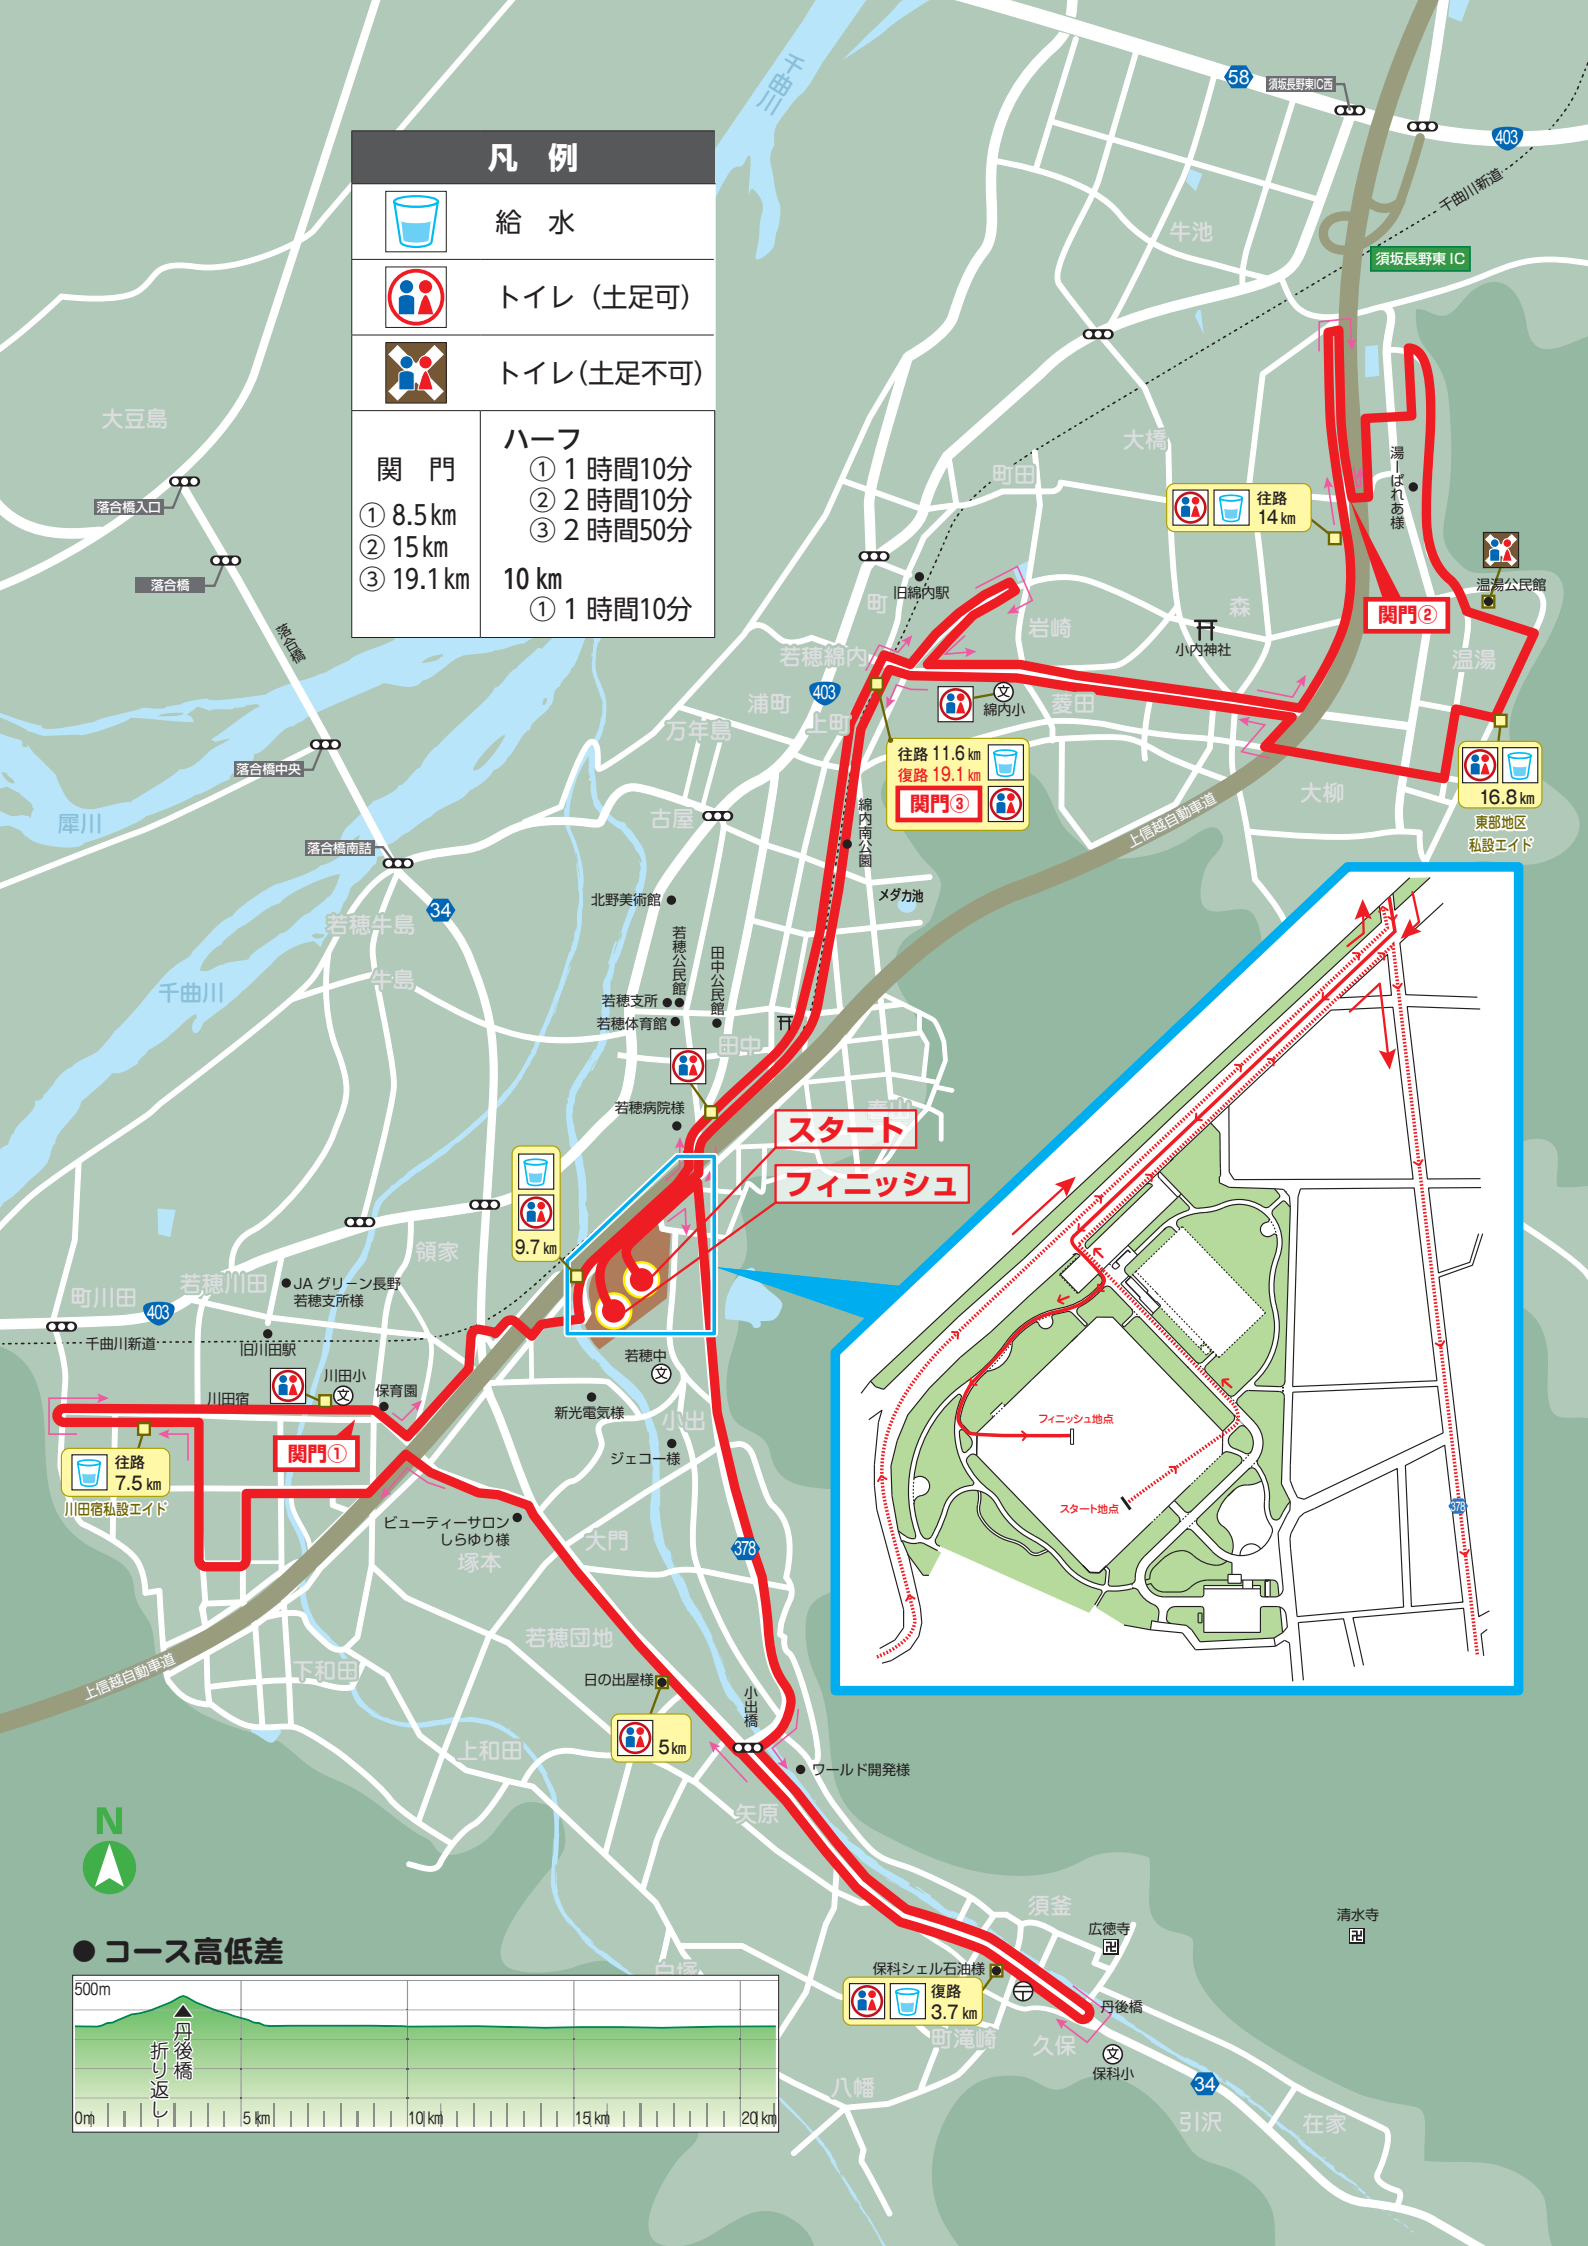 千曲川
58
須坂長野東IC西
403
千曲川新道
牛池
須坂長野東 IC
凡 例
給 水
トイレ（土足可）
トイレ（土足不可）
関 門
① 8.5km
② 15km
③ 19.1km
ハーフ
① 1 時間10分
② 2 時間10分
③ 2 時間50分
10 km
① 1 時間10分
大豆島
落合橋入口
落合橋
落合橋
大橋
町田
湯〜ぱれあ様
往路
14km
温湯公民館
関門②
旧綿内駅
町
岩崎
森
小内神社
温湯
若穂綿内
403
浦町
上町
万年島
綿内小
菱田
往路 11.6km
復路 19.1km
関門③
16.8km
東部地区
私設エイド
大柳
上信越自動車道
落合橋中央
犀川
落合橋南詰
古屋
綿内南公園
メダカ池
北野美術館
34
若穂牛島
牛島
千曲川
若穂公民館
田中公民館
若穂支所
若穂体育館
田中
若穂病院様
春山
スタート
フィニッシュ
9.7km
領家
若穂川田
JA グリーン長野
若穂支所様
町川田
403
千曲川新道
旧川田駅
川田小
保育園
川田宿
関門①
往路
7.5km
川田宿私設エイド
若穂中
新光電気様
小出
ジェコー様
ビューティーサロン
しらゆり様
塚本
大門
378
若穂団地
日の出屋様
5km
小出橋
ワールド開発様
下和田
上信越自動車道
上和田
矢原
フィニッシュ地点
スタート地点
378
N
須釜
広徳寺
清水寺
白塚
保科シェル石油様
復路
3.7km
丹後橋
町滝崎
久保
保科小
八幡
34
引沢
在家
● コース高低差
500m
▲丹後橋
折り返し
0m
5km
10km
15km
20km